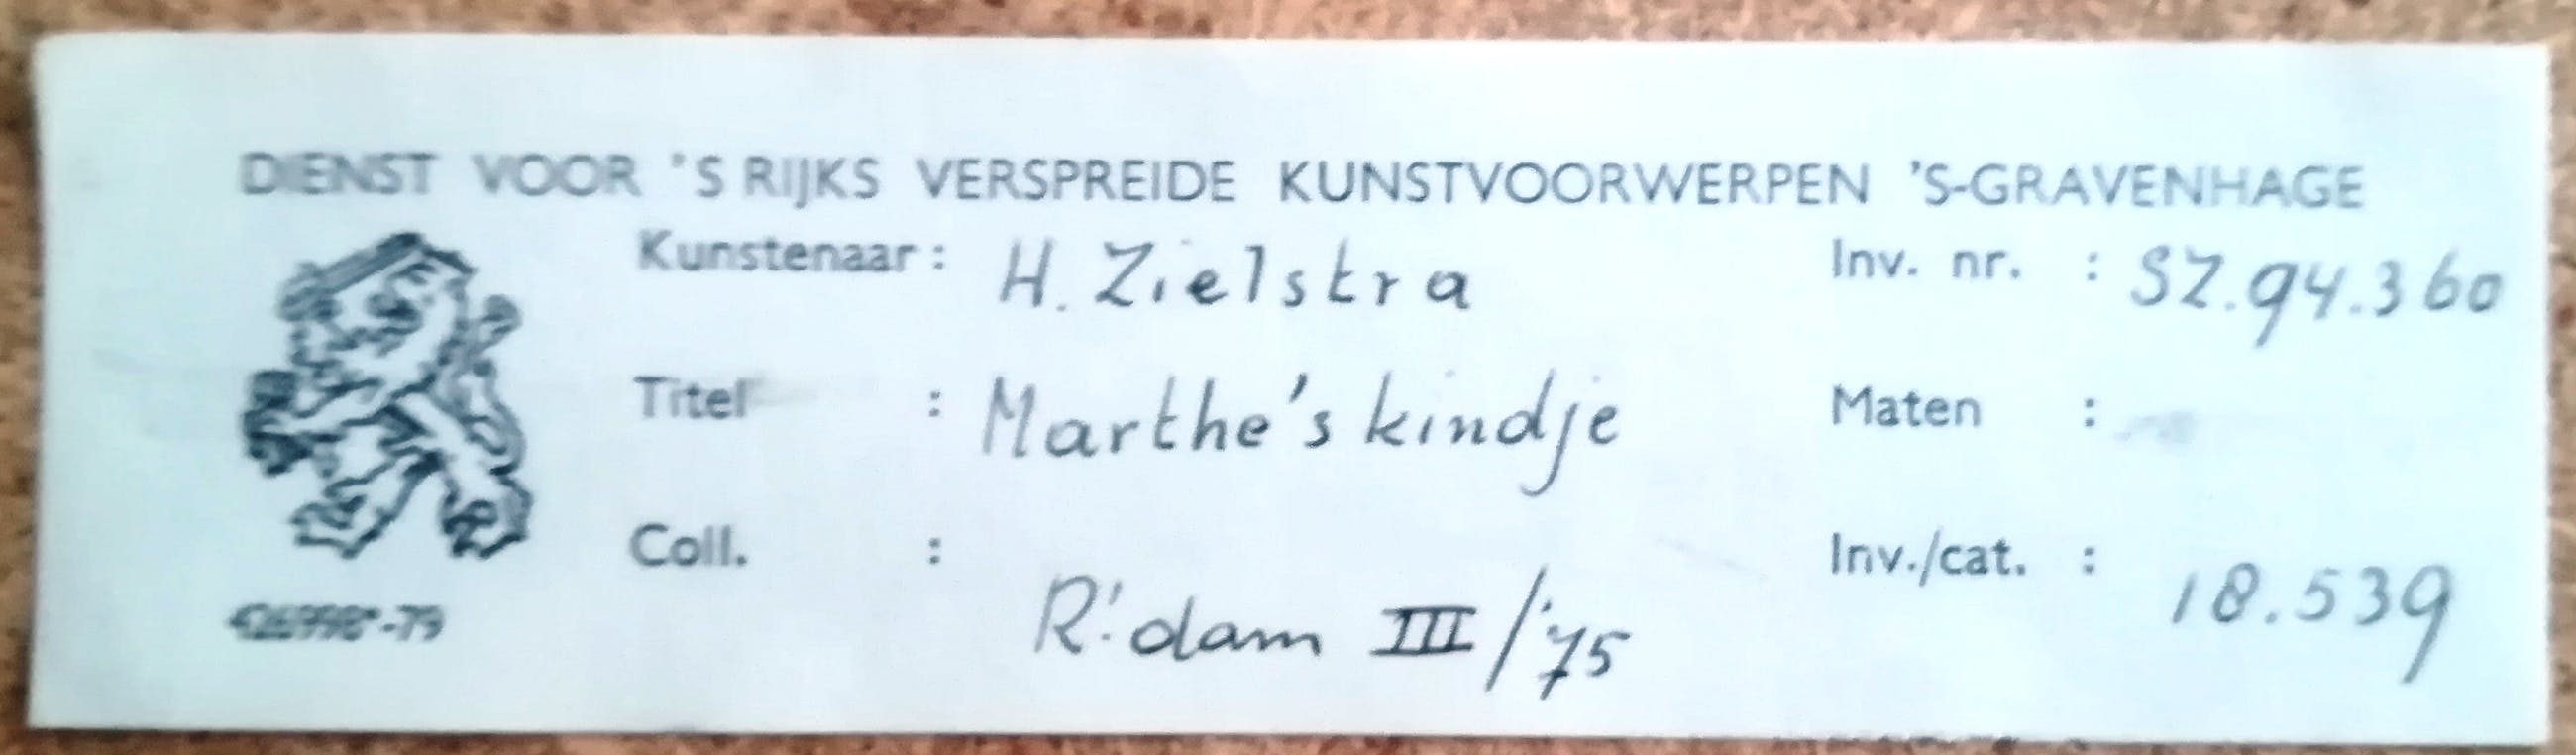 DIENST VOOR 'S RIJKS VERSPREIDE KUNSTVOORWERPEN 'S-GRAVENHAGE
Kunstenaar : H. Zielstra Inv. nr. : SZ.94.360
Titel : Marthe's kindje Maten :
Coll. : R'dam III/'75 Inv./cat. : 18.539